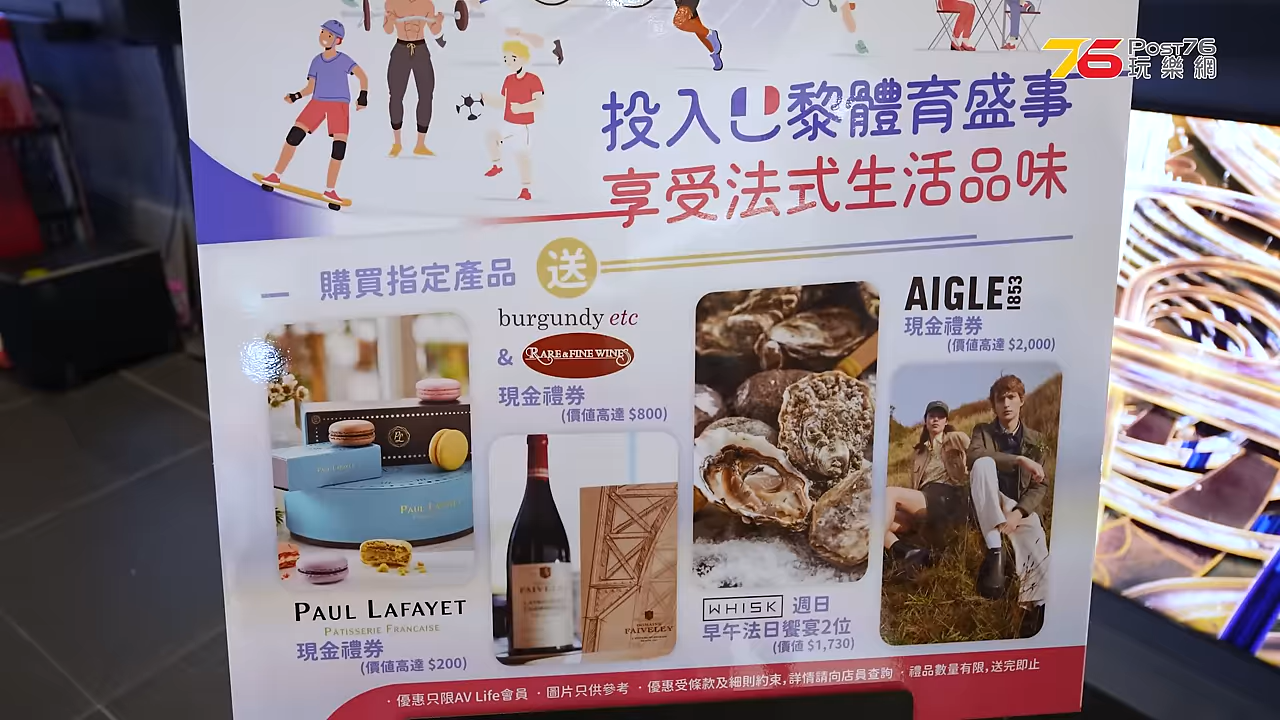 76 POST76
玩樂網
投入巴黎體育盛事
享受法式生活品味
購買指定產品 送
PAUL LAFAYET
PATISSERIE FRANCAISE
現金禮券
(價值高達 $200)
burgundy etc
& RARE & FINE WINES
現金禮券
(價值高達 $800)
FAIVELEY
DOMAINE
FAIVELEY
WHISK 週日
早午法日饗宴2位
(價值 $1,730)
AIGLE 1853
現金禮券
(價值高達 $2,000)
· 優惠只限AV Life會員 · 圖片只供參考 · 優惠受條款及細則約束,詳情請向店員查詢 · 禮品數量有限,送完即止